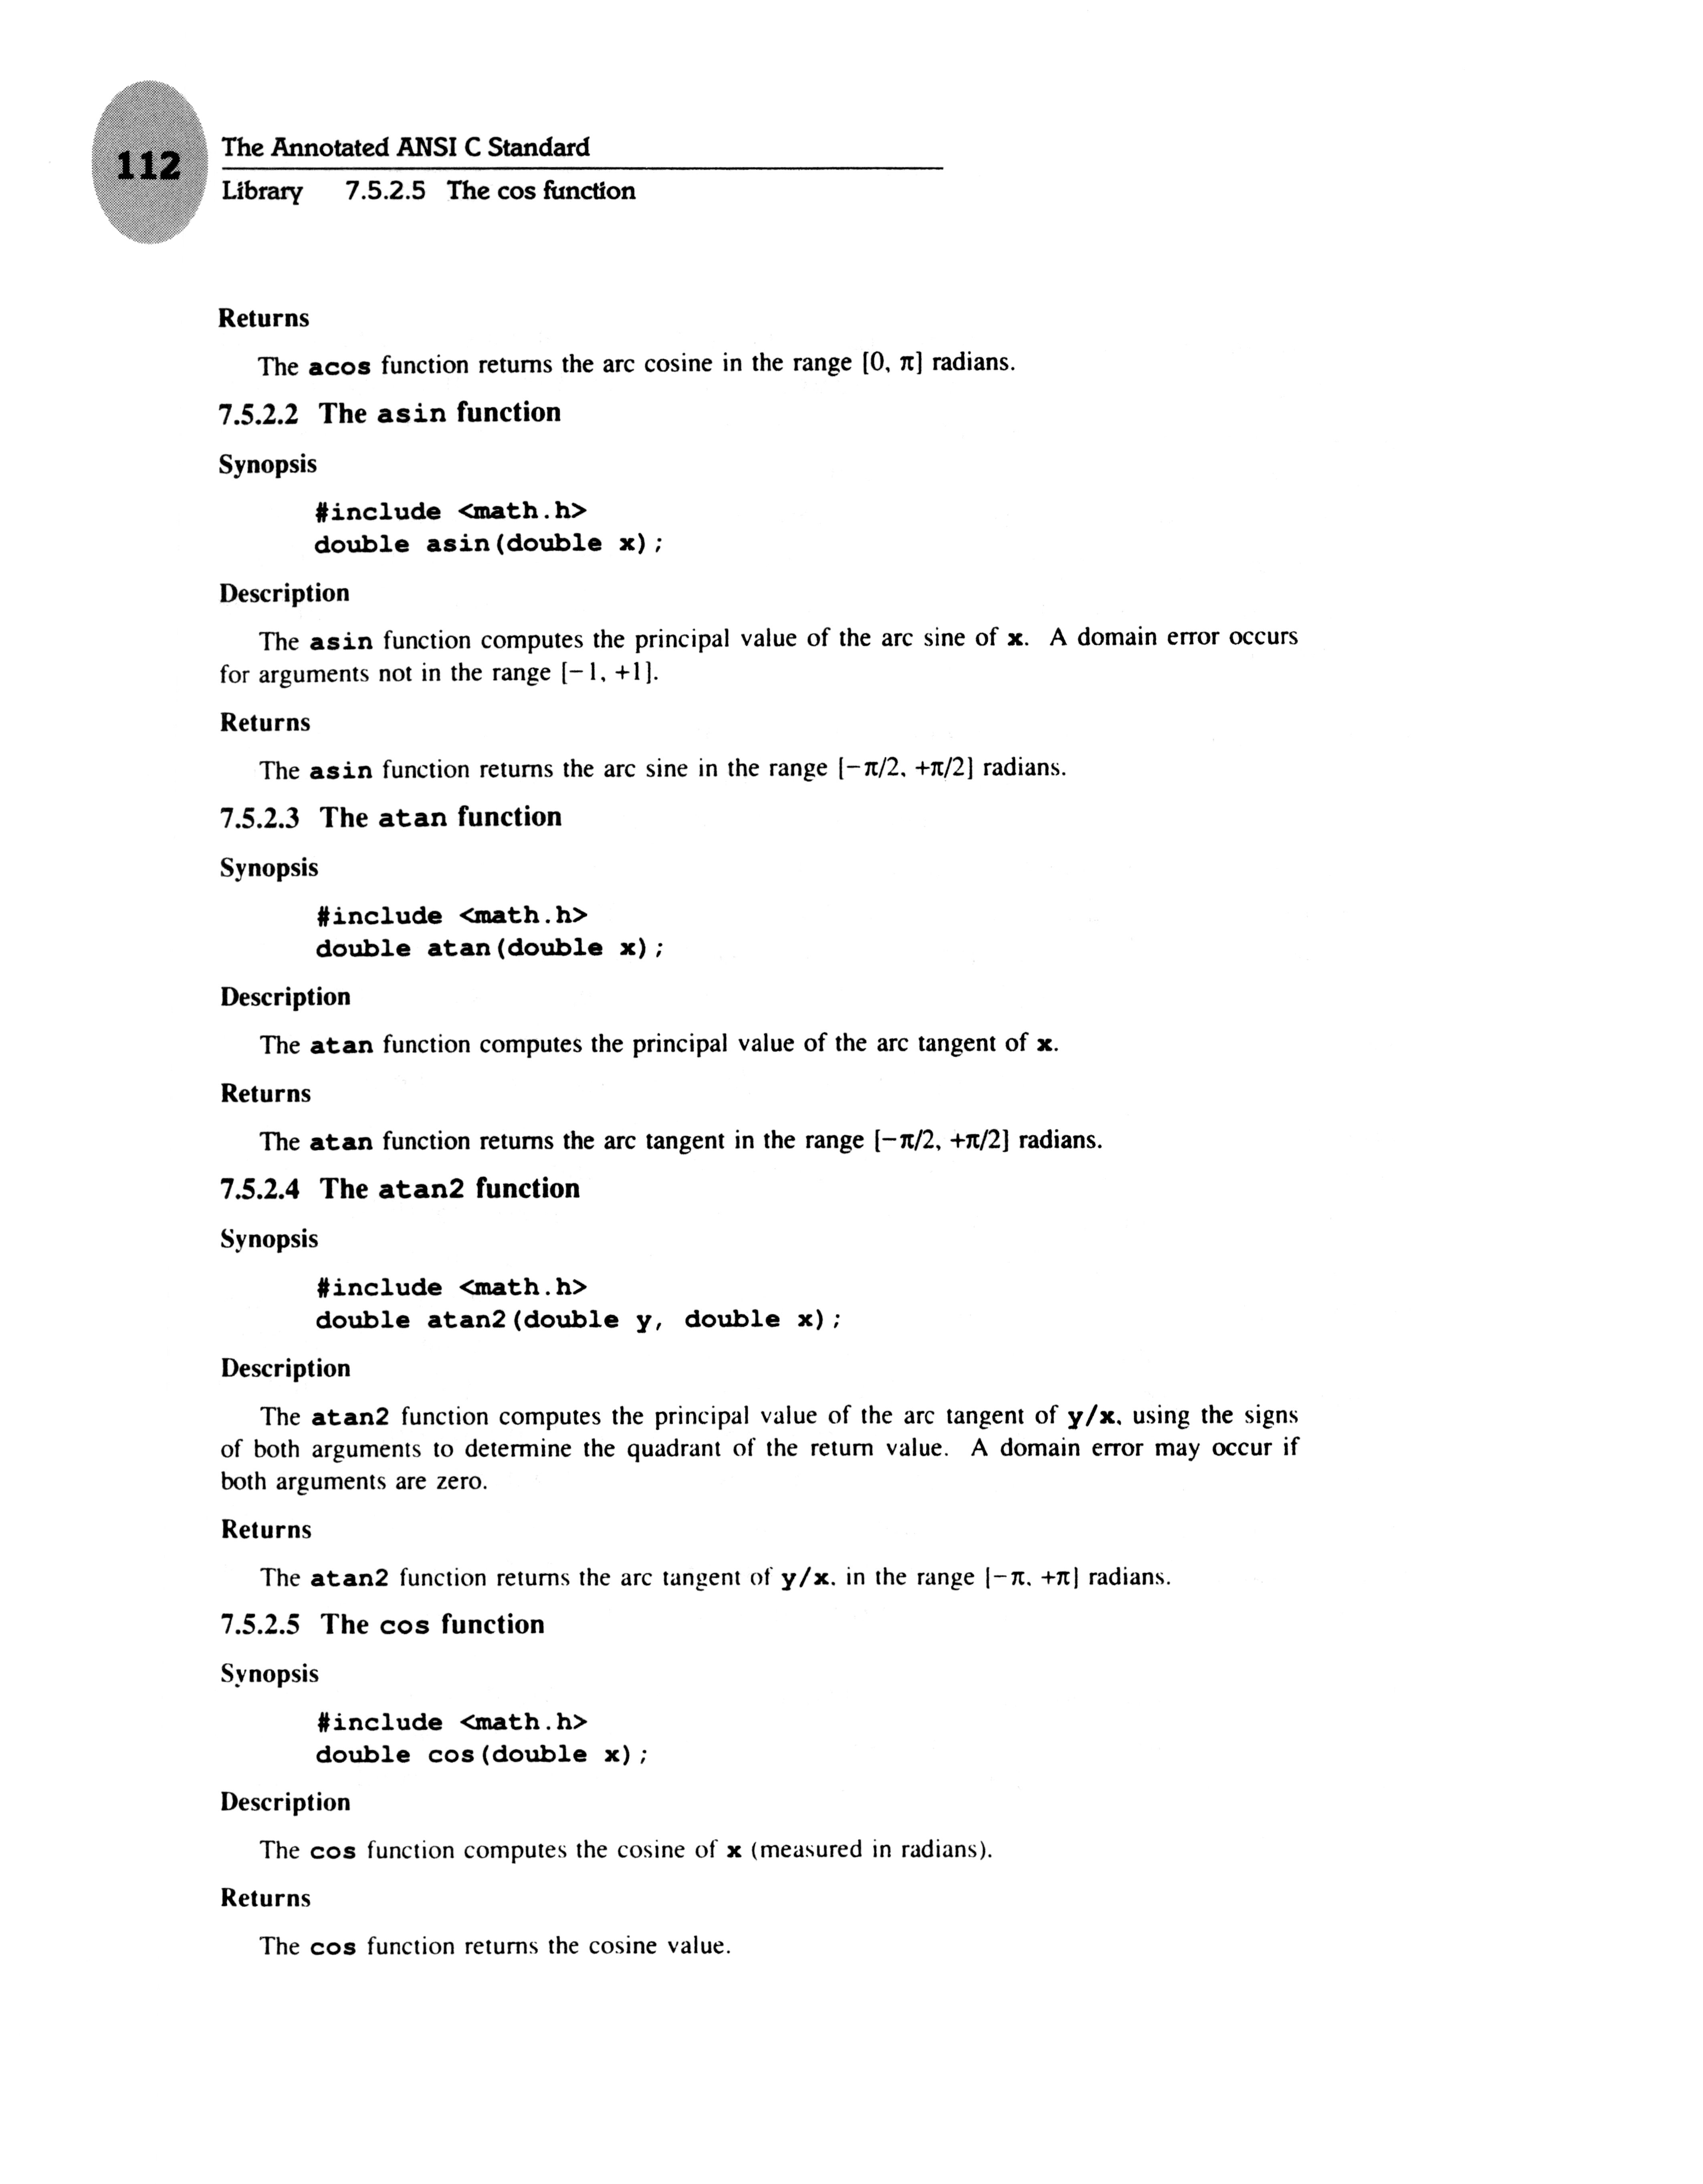 112
The Annotated ANSI C Standard
Library 7.5.2.5 The cos function
Returns
The acos function returns the arc cosine in the range [0, π] radians.
7.5.2.2 The asin function
Synopsis
#include <math.h>
double asin(double x);
Description
The asin function computes the principal value of the arc sine of x. A domain error occurs
for arguments not in the range [−1, +1].
Returns
The asin function returns the arc sine in the range [−π/2, +π/2] radians.
7.5.2.3 The atan function
Synopsis
#include <math.h>
double atan(double x);
Description
The atan function computes the principal value of the arc tangent of x.
Returns
The atan function returns the arc tangent in the range [−π/2, +π/2] radians.
7.5.2.4 The atan2 function
Synopsis
#include <math.h>
double atan2(double y, double x);
Description
The atan2 function computes the principal value of the arc tangent of y/x, using the signs
of both arguments to determine the quadrant of the return value. A domain error may occur if
both arguments are zero.
Returns
The atan2 function returns the arc tangent of y/x, in the range [−π, +π] radians.
7.5.2.5 The cos function
Synopsis
#include <math.h>
double cos(double x);
Description
The cos function computes the cosine of x (measured in radians).
Returns
The cos function returns the cosine value.